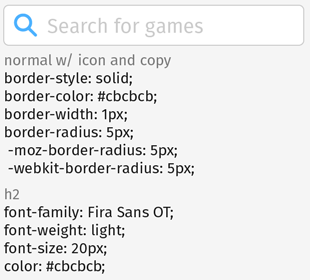 Search for games
normal w/ icon and copy
border-style: solid;
border-color: #cbcbcb;
border-width: 1px;
border-radius: 5px;
-moz-border-radius: 5px;
-webkit-border-radius: 5px;
h2
font-family: Fira Sans OT;
font-weight: light;
font-size: 20px;
color: #cbcbcb;